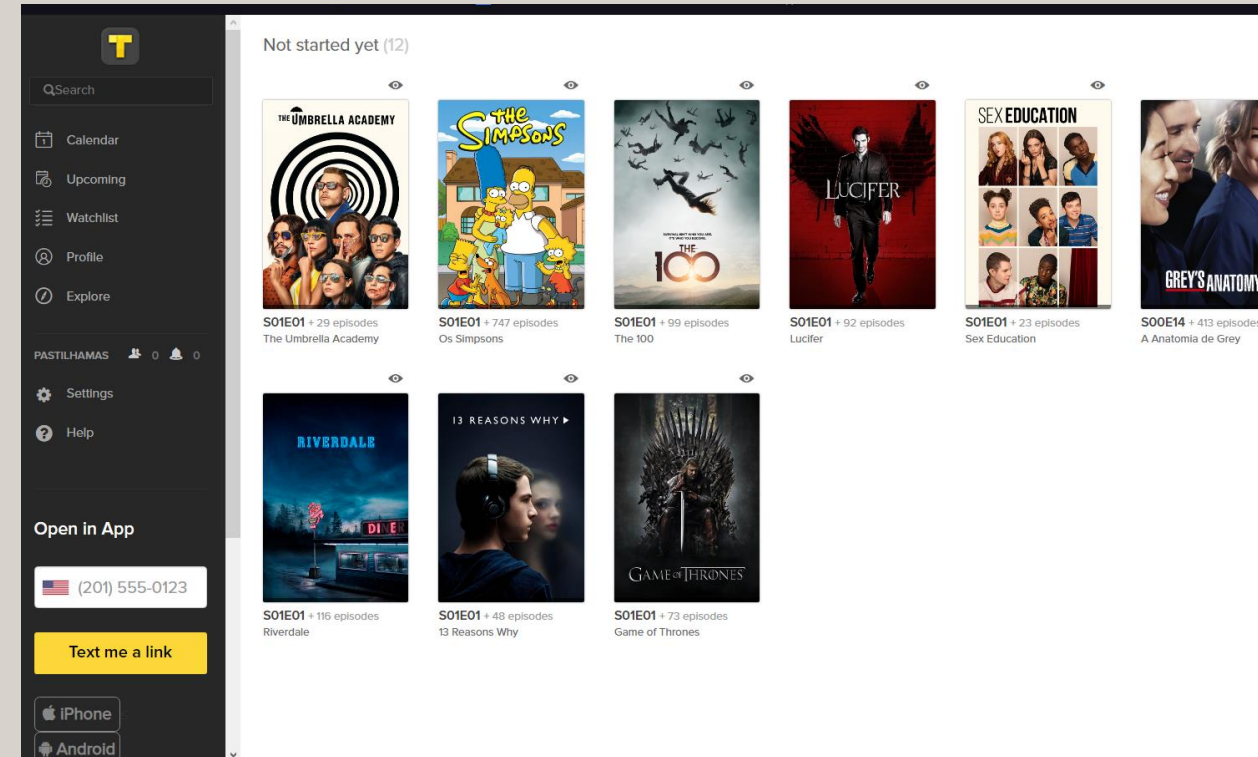 T
Search
Calendar
Upcoming
Watchlist
Profile
Explore
PASTILHAMAS 0 0
Settings
Help
Open in App
(201) 555-0123
Text me a link
iPhone
Android
Not started yet (12)
THE UMBRELLA ACADEMY
THE SIMPSONS
THE
100
LUCIFER
SEX EDUCATION
GREY'S ANATOMY
S01E01 + 29 episodes
The Umbrella Academy
S01E01 + 747 episodes
Os Simpsons
S01E01 + 99 episodes
The 100
S01E01 + 92 episodes
Lucifer
S01E01 + 23 episodes
Sex Education
S00E14 + 413 episodes
A Anatomia de Grey
RIVERDALE
DINER
13 REASONS WHY
GAME OF THRONES
S01E01 + 116 episodes
Riverdale
S01E01 + 48 episodes
13 Reasons Why
S01E01 + 73 episodes
Game of Thrones